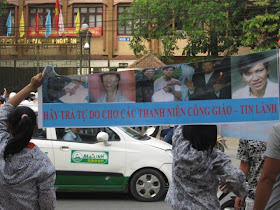 HÃY TRẢ TỰ DO CHO CÁC THANH NIÊN CÔNG GIÁO - TIN LÀNH